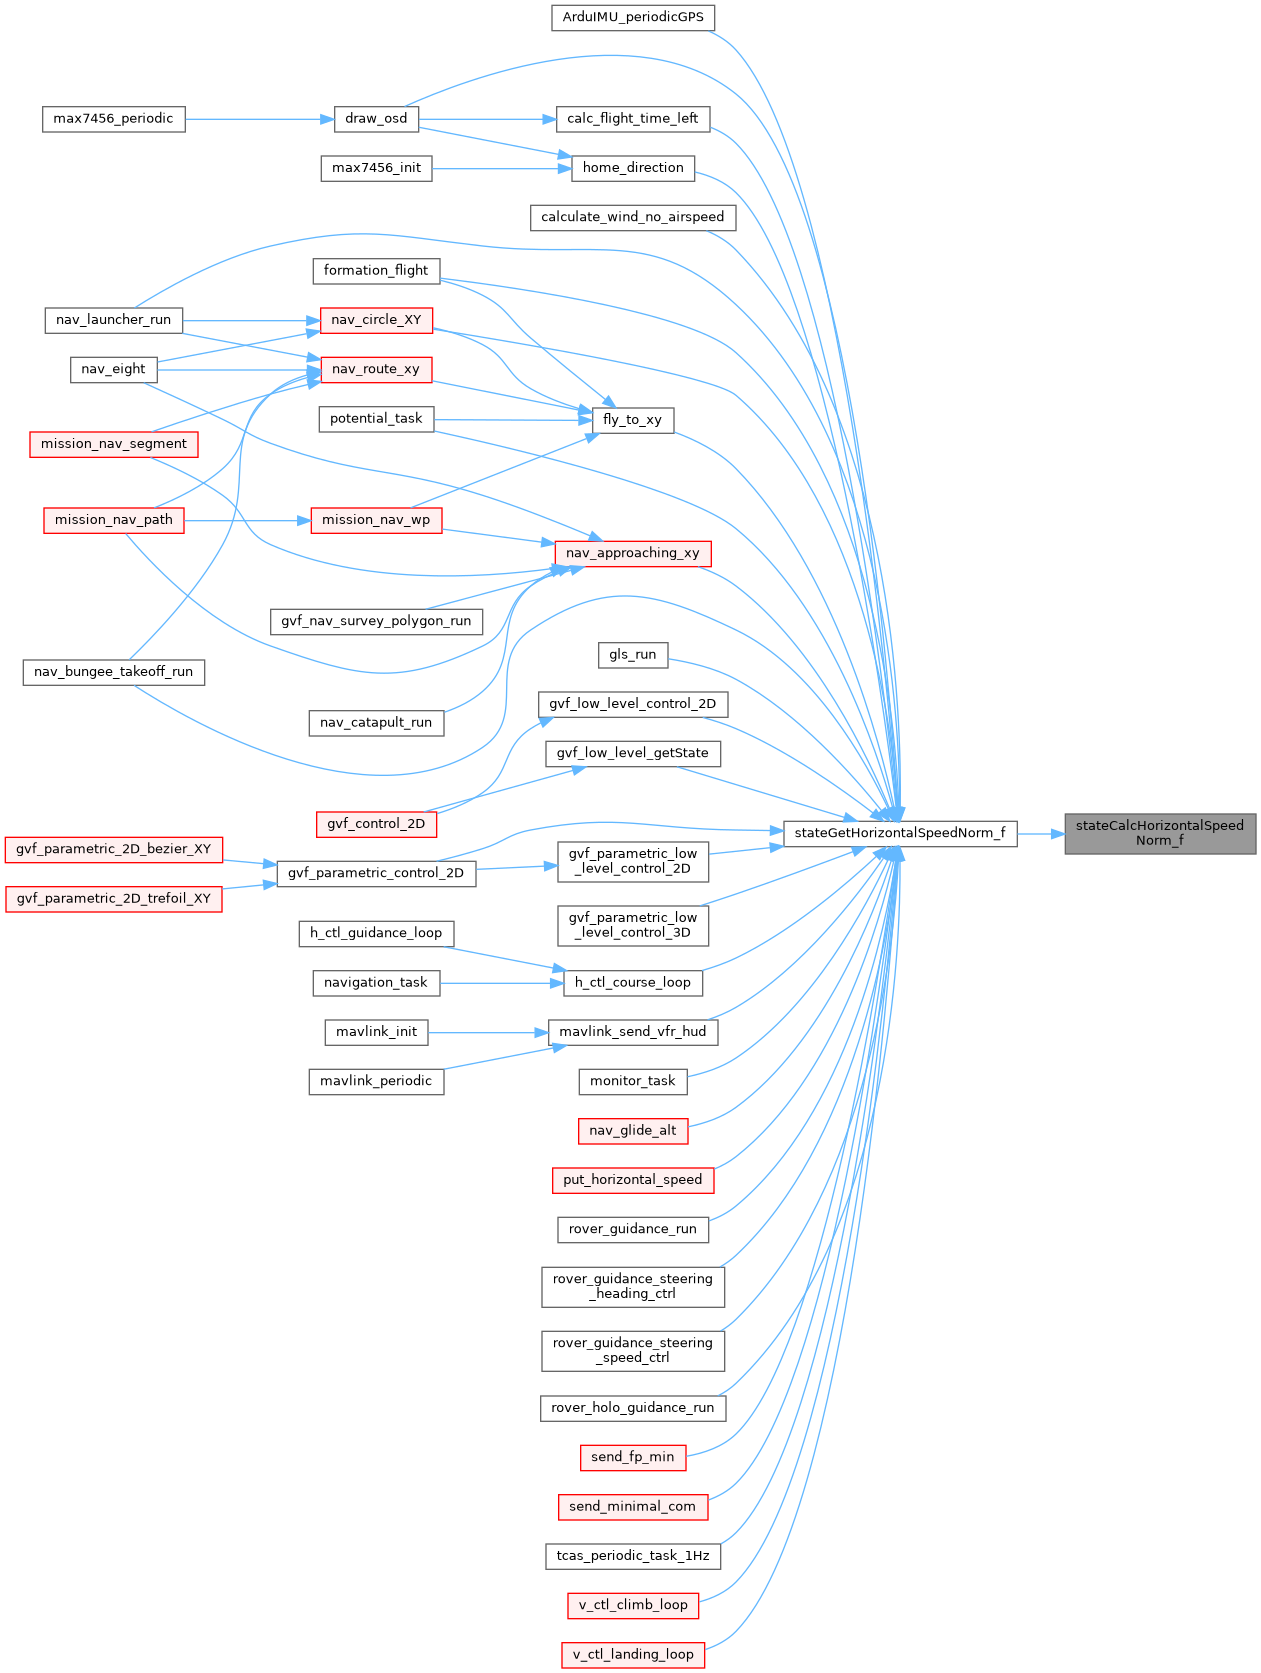 ArduIMU_periodicGPS
max7456_periodic
draw_osd
calc_flight_time_left
max7456_init
home_direction
calculate_wind_no_airspeed
formation_flight
nav_launcher_run
nav_circle_XY
nav_eight
nav_route_xy
potential_task
fly_to_xy
mission_nav_segment
mission_nav_path
mission_nav_wp
nav_approaching_xy
gvf_nav_survey_polygon_run
nav_bungee_takeoff_run
gls_run
nav_catapult_run
gvf_low_level_control_2D
gvf_low_level_getState
gvf_control_2D
stateGetHorizontalSpeedNorm_f
stateCalcHorizontalSpeed
Norm_f
gvf_parametric_2D_bezier_XY
gvf_parametric_control_2D
gvf_parametric_low
_level_control_2D
gvf_parametric_2D_trefoil_XY
gvf_parametric_low
_level_control_3D
h_ctl_guidance_loop
navigation_task
h_ctl_course_loop
mavlink_init
mavlink_send_vfr_hud
mavlink_periodic
monitor_task
nav_glide_alt
put_horizontal_speed
rover_guidance_run
rover_guidance_steering
_heading_ctrl
rover_guidance_steering
_speed_ctrl
rover_holo_guidance_run
send_fp_min
send_minimal_com
tcas_periodic_task_1Hz
v_ctl_climb_loop
v_ctl_landing_loop